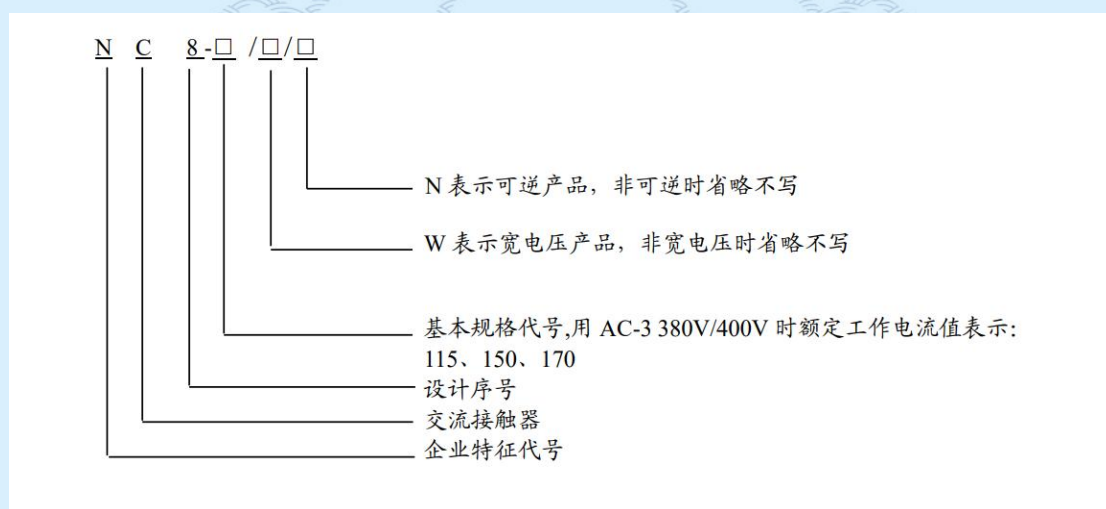 N C 8-□ /□/□
N 表示可逆产品，非可逆时省略不写
W 表示宽电压产品，非宽电压时省略不写
基本规格代号,用 AC-3 380V/400V 时额定工作电流值表示：
115、150、170
设计序号
交流接触器
企业特征代号